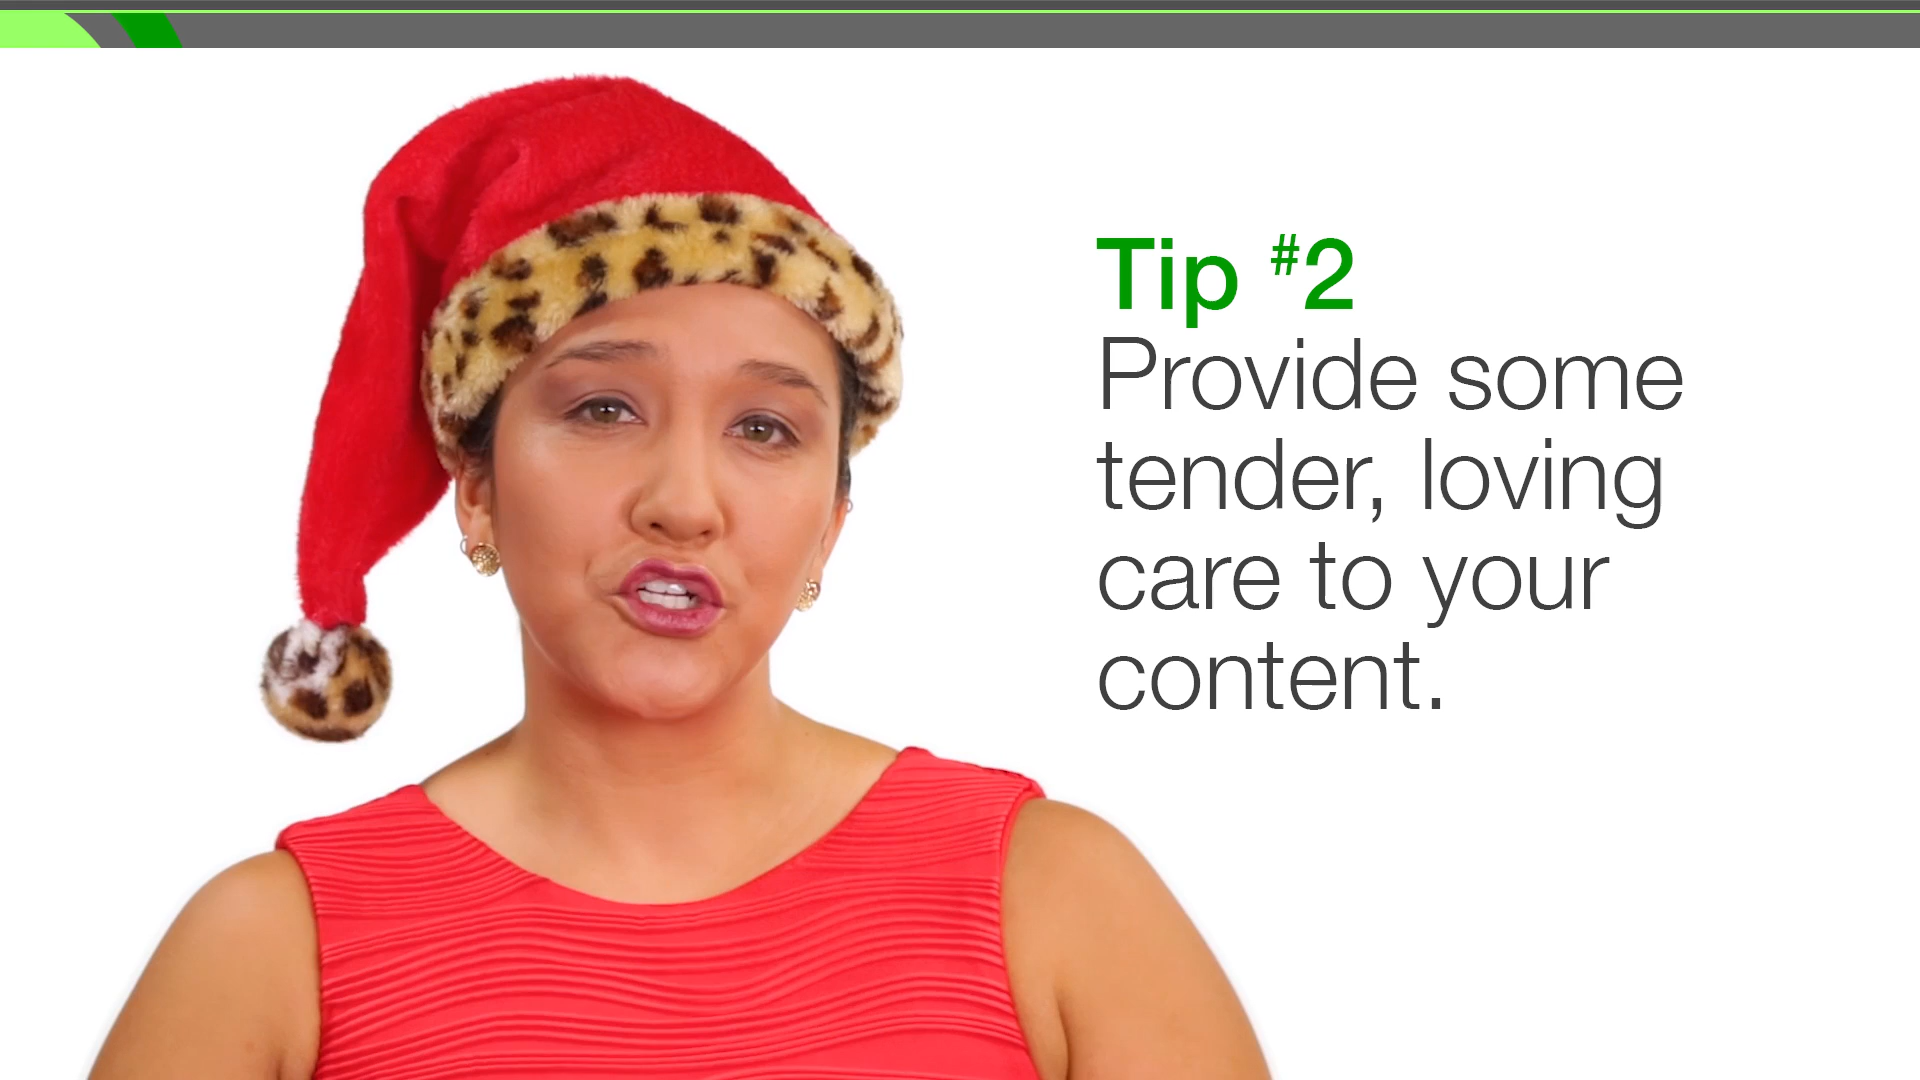 Tip #2
Provide some
tender, loving
care to your
content.